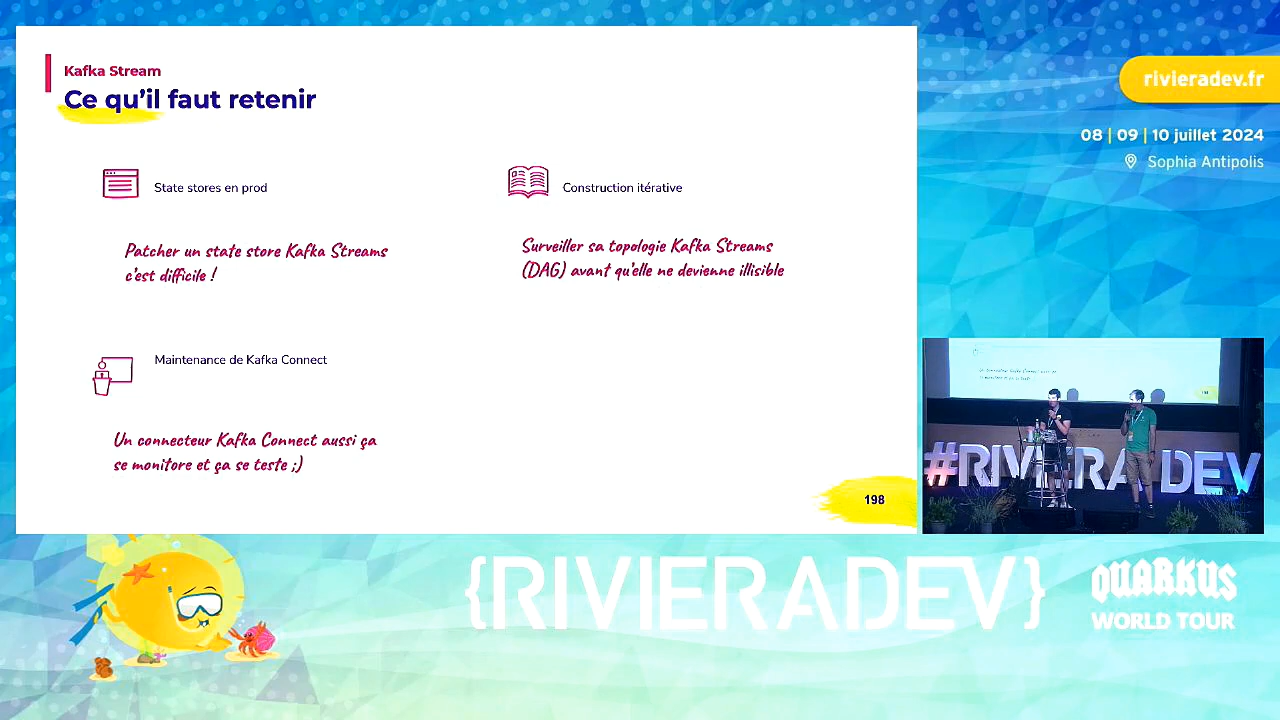 Kafka Stream
Ce qu'il faut retenir
State stores en prod
Patcher un state store Kafka Streams
c'est difficile !
Construction itérative
Surveiller sa topologie Kafka Streams
(DAG) avant qu'elle ne devienne illisible
Maintenance de Kafka Connect
Un connecteur Kafka Connect aussi ça
se monitore et ça se teste ;)
198
rivieradev.fr
08 | 09 | 10 juillet 2024
Sophia Antipolis
#RIVIERA DEV
{RIVIERADEV}
QUARKUS
WORLD TOUR